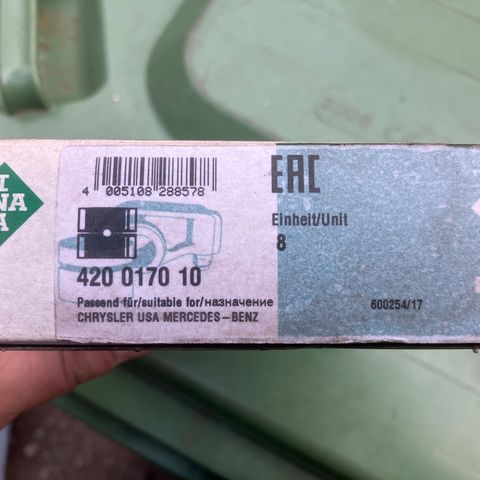 I
NA
A
4 005108 288578
EAC
Einheit/Unit
8
420 0170 10
Passend für/suitable for/назначение
CHRYSLER USA MERCEDES-BENZ
600254/17